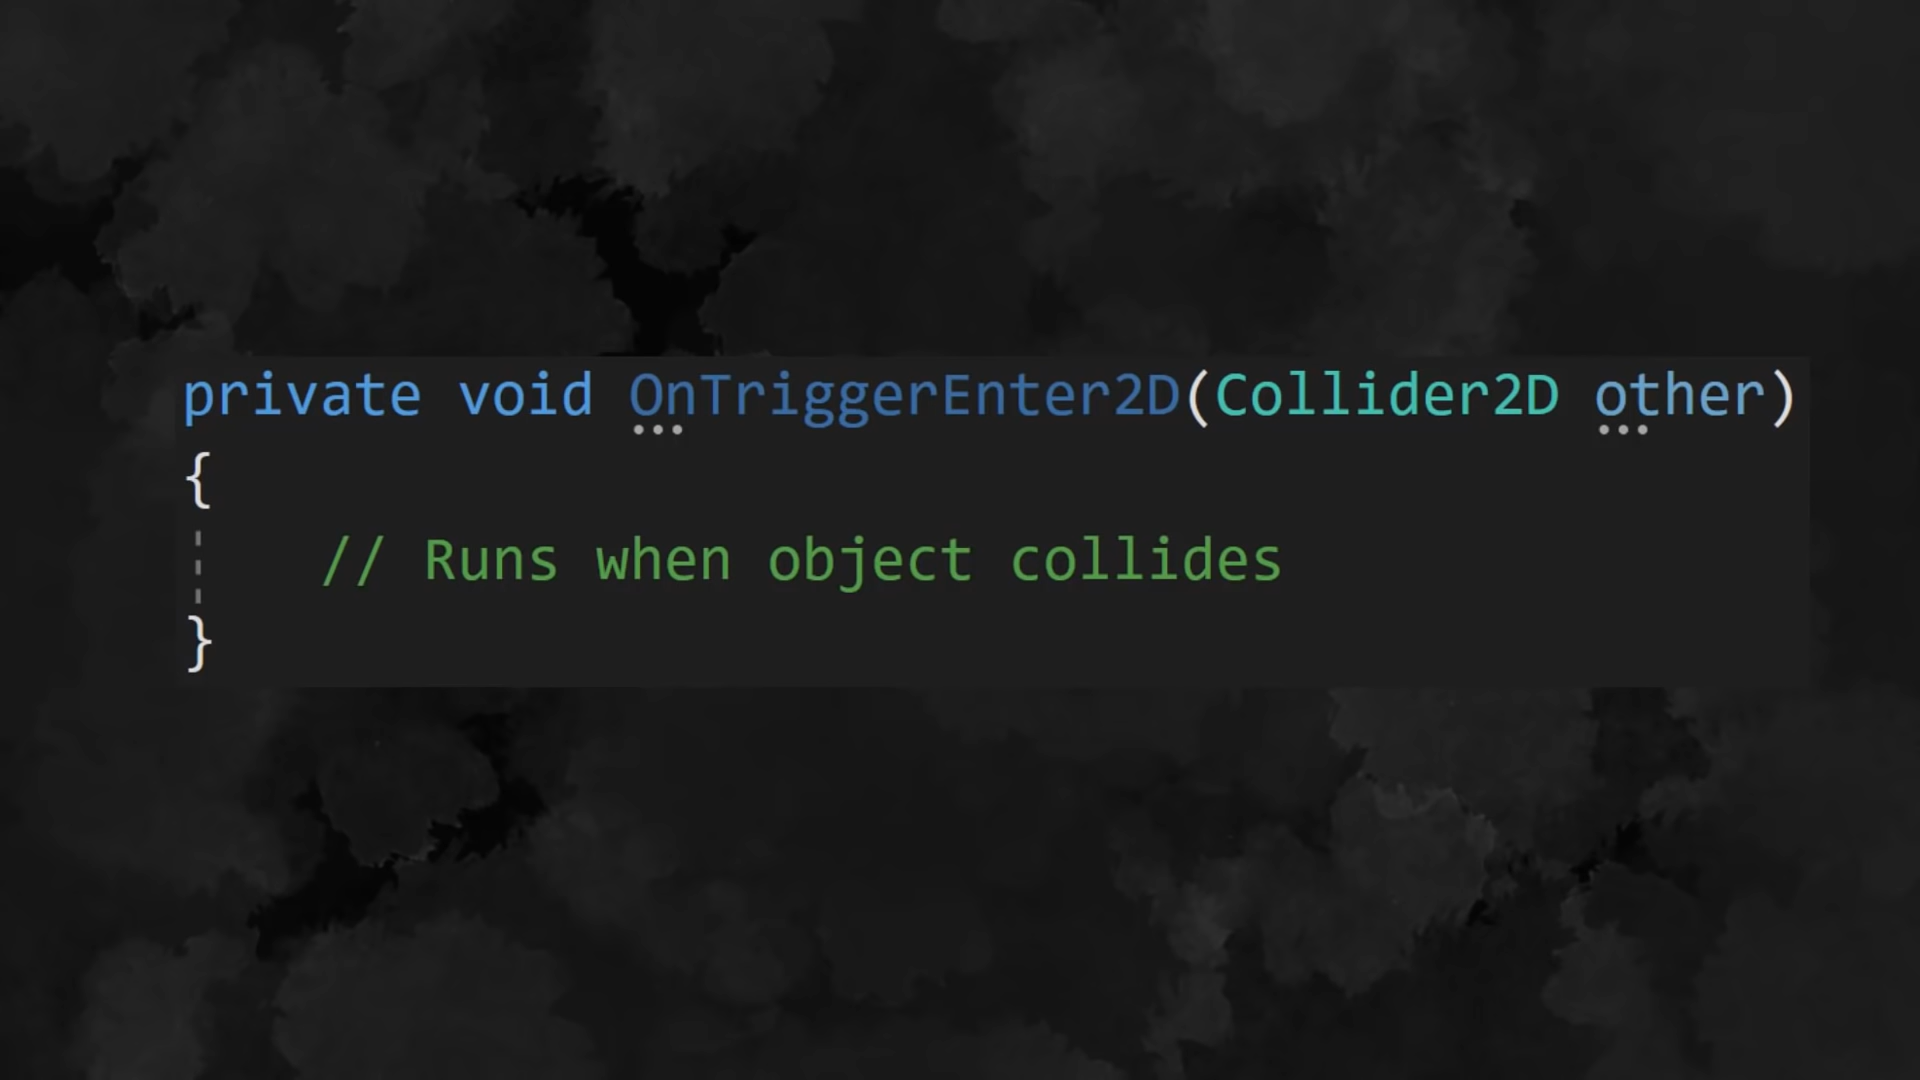 private void OnTriggerEnter2D(Collider2D other)
{
// Runs when object collides
}